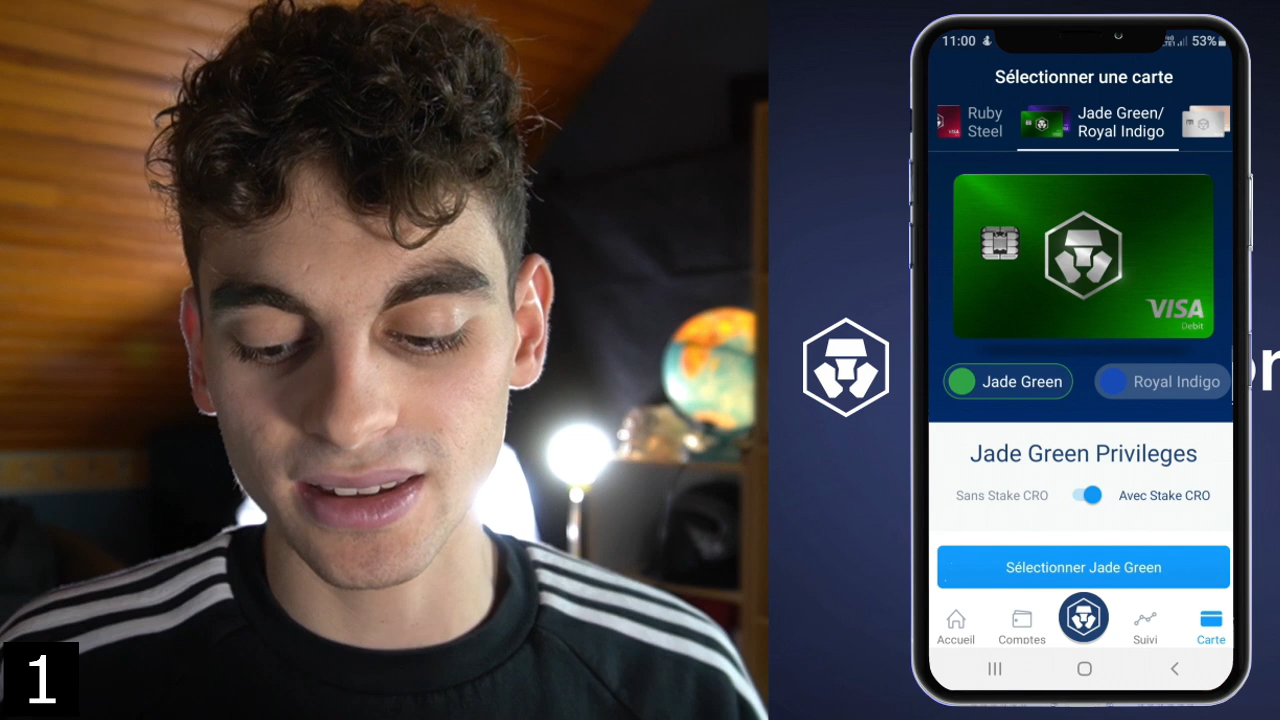 1
11:00
53%
Sélectionner une carte
Ruby
Steel
Jade Green/
Royal Indigo
VISA
VISA
Debit
Jade Green
Royal Indigo
Jade Green Privileges
Sans Stake CRO
Avec Stake CRO
Sélectionner Jade Green
Accueil
Comptes
Suivi
Carte